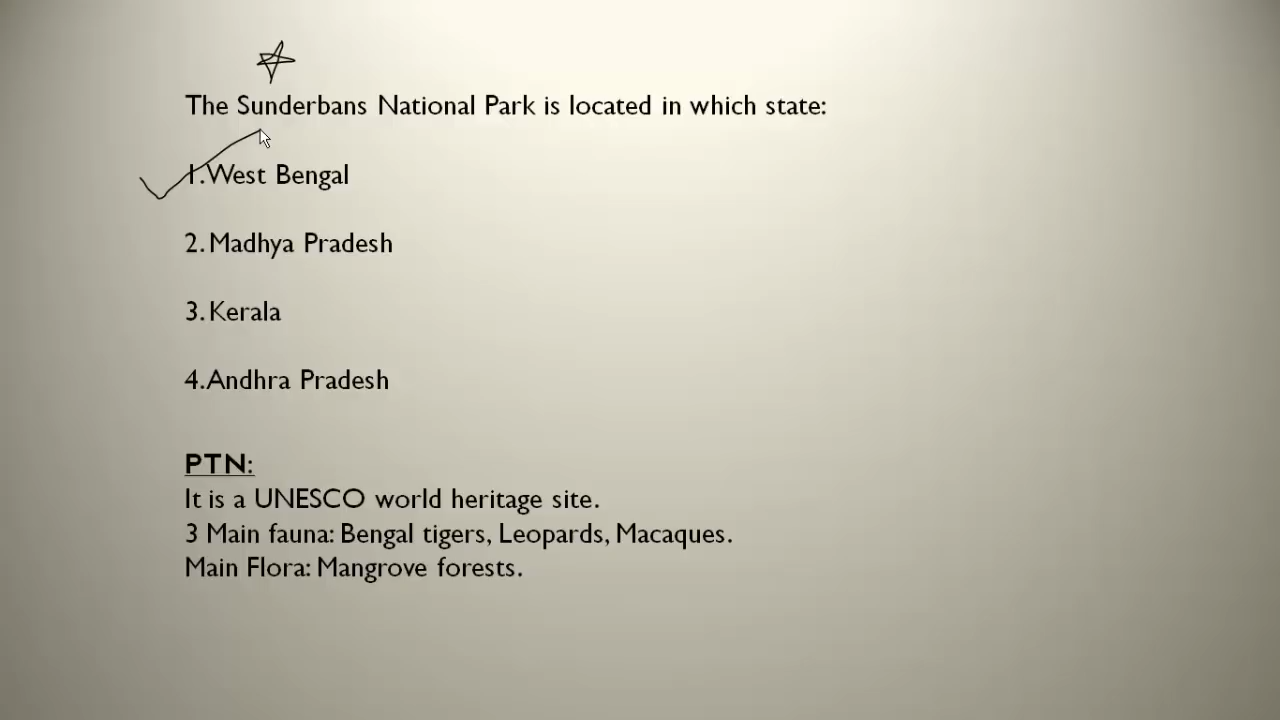 The Sunderbans National Park is located in which state:
1. West Bengal
2. Madhya Pradesh
3. Kerala
4. Andhra Pradesh
PTN:
It is a UNESCO world heritage site.
3 Main fauna: Bengal tigers, Leopards, Macaques.
Main Flora: Mangrove forests.